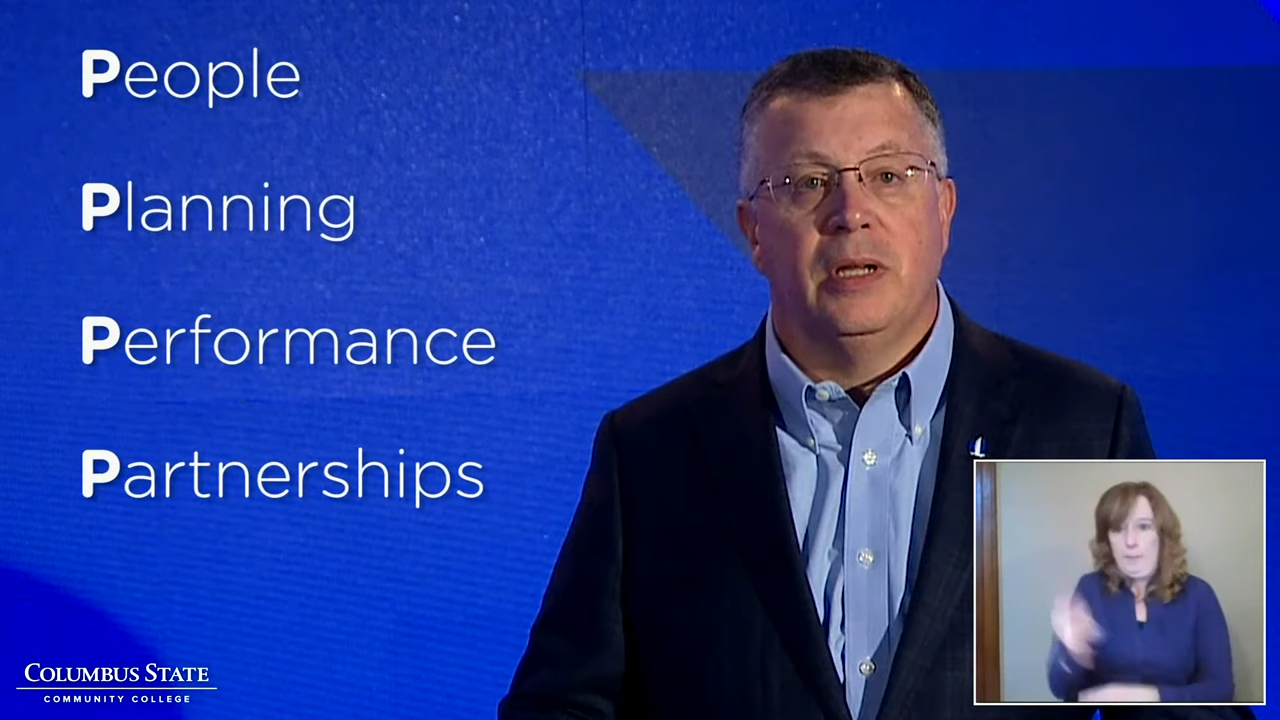 People
Planning
Performance
Partnerships
COLUMBUS STATE
COMMUNITY COLLEGE